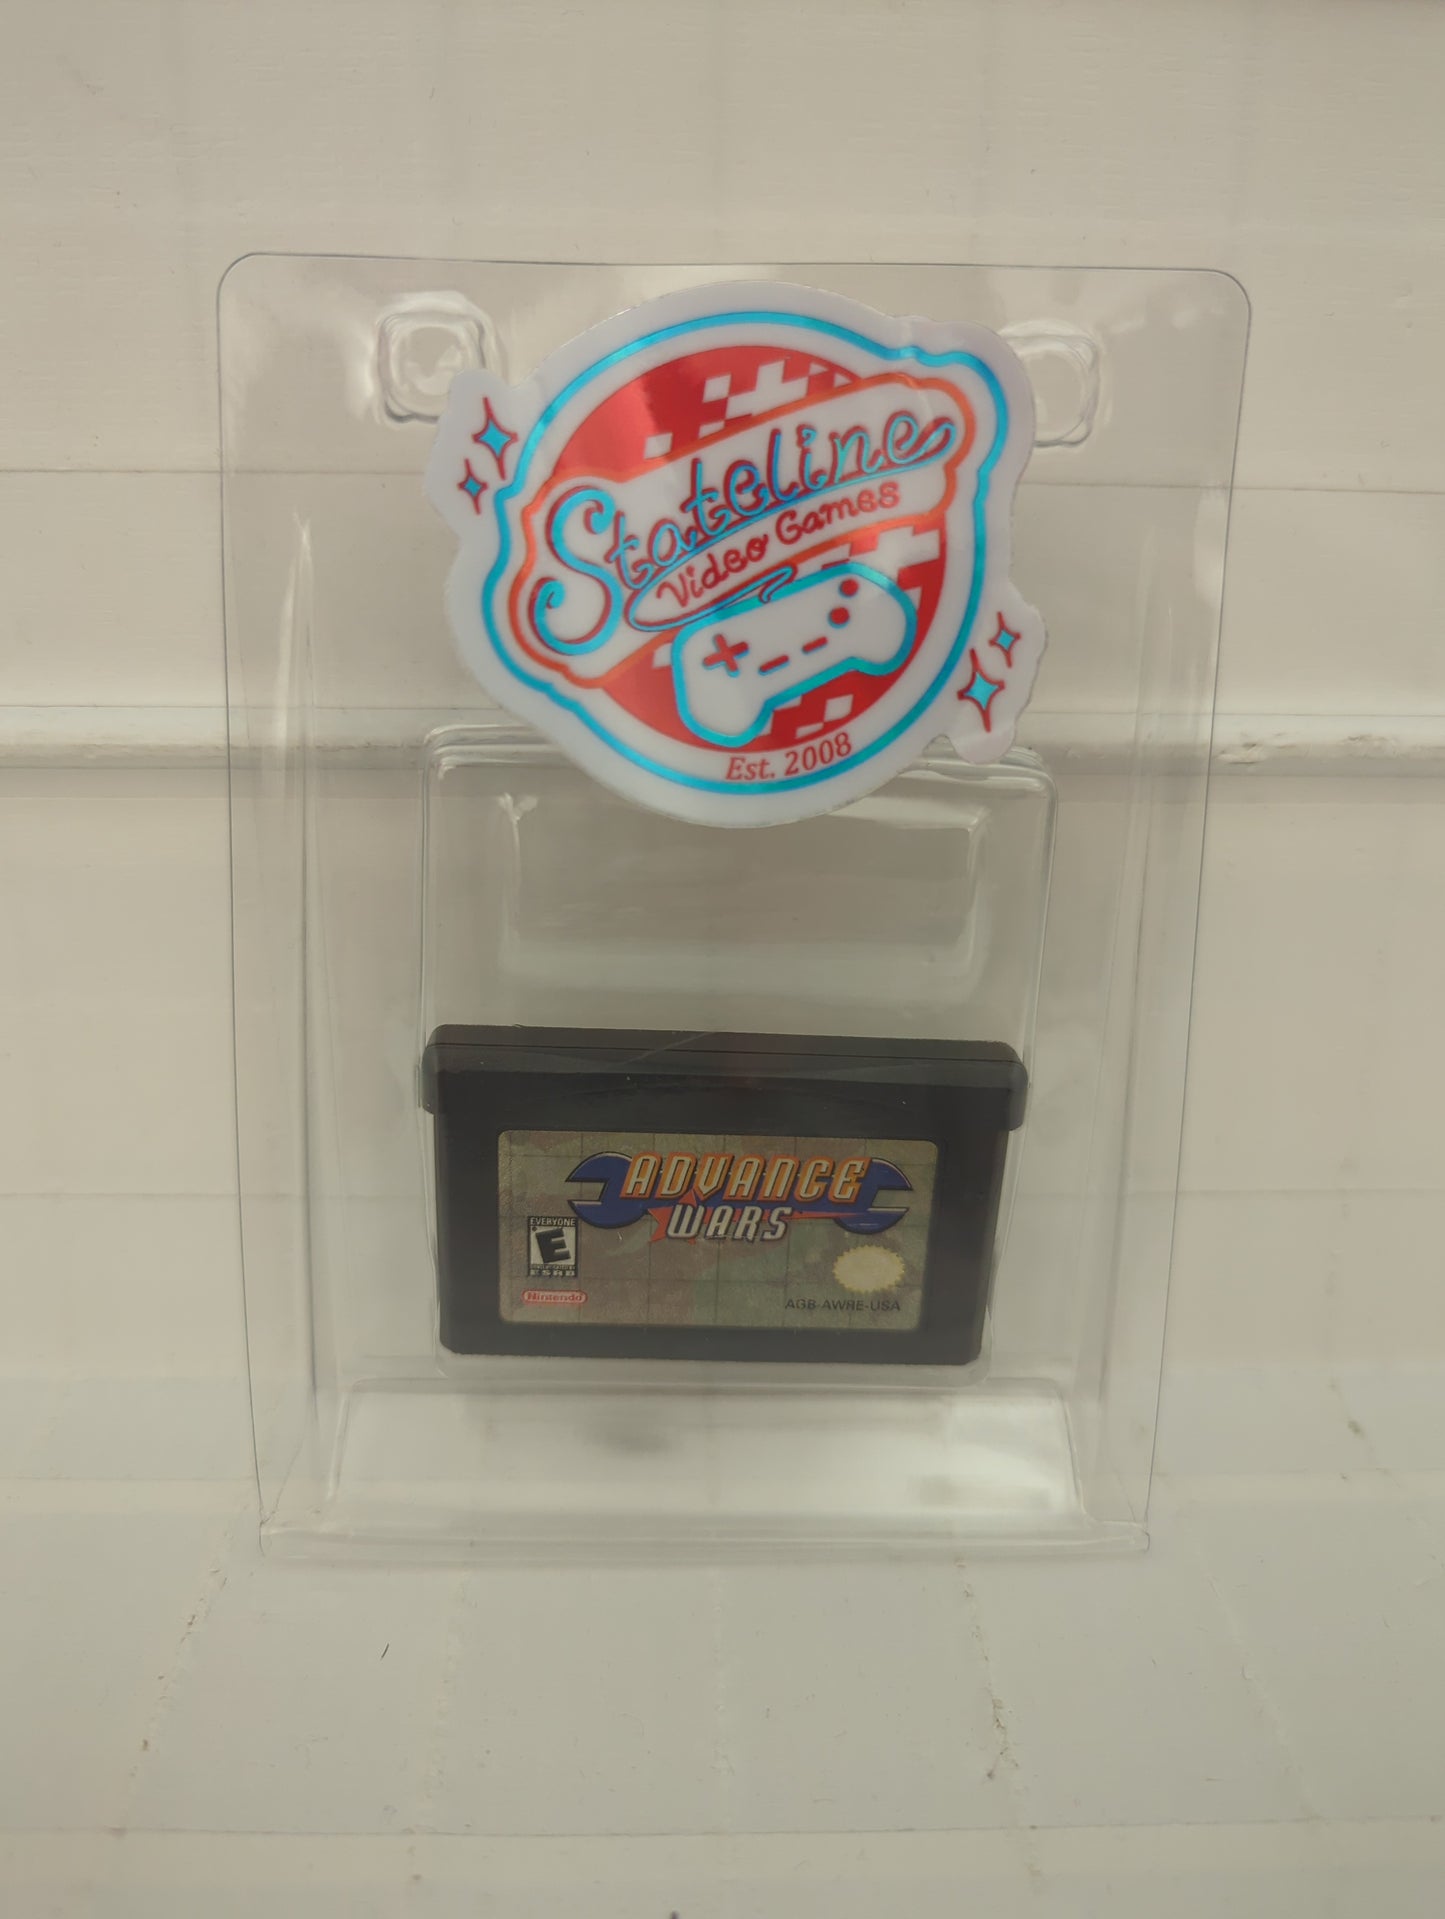 Stateline
Video Games
Est. 2008
ADVANCE
WARS
EVERYONE
E
ESRB
Nintendo
AGB-AWRE-USA